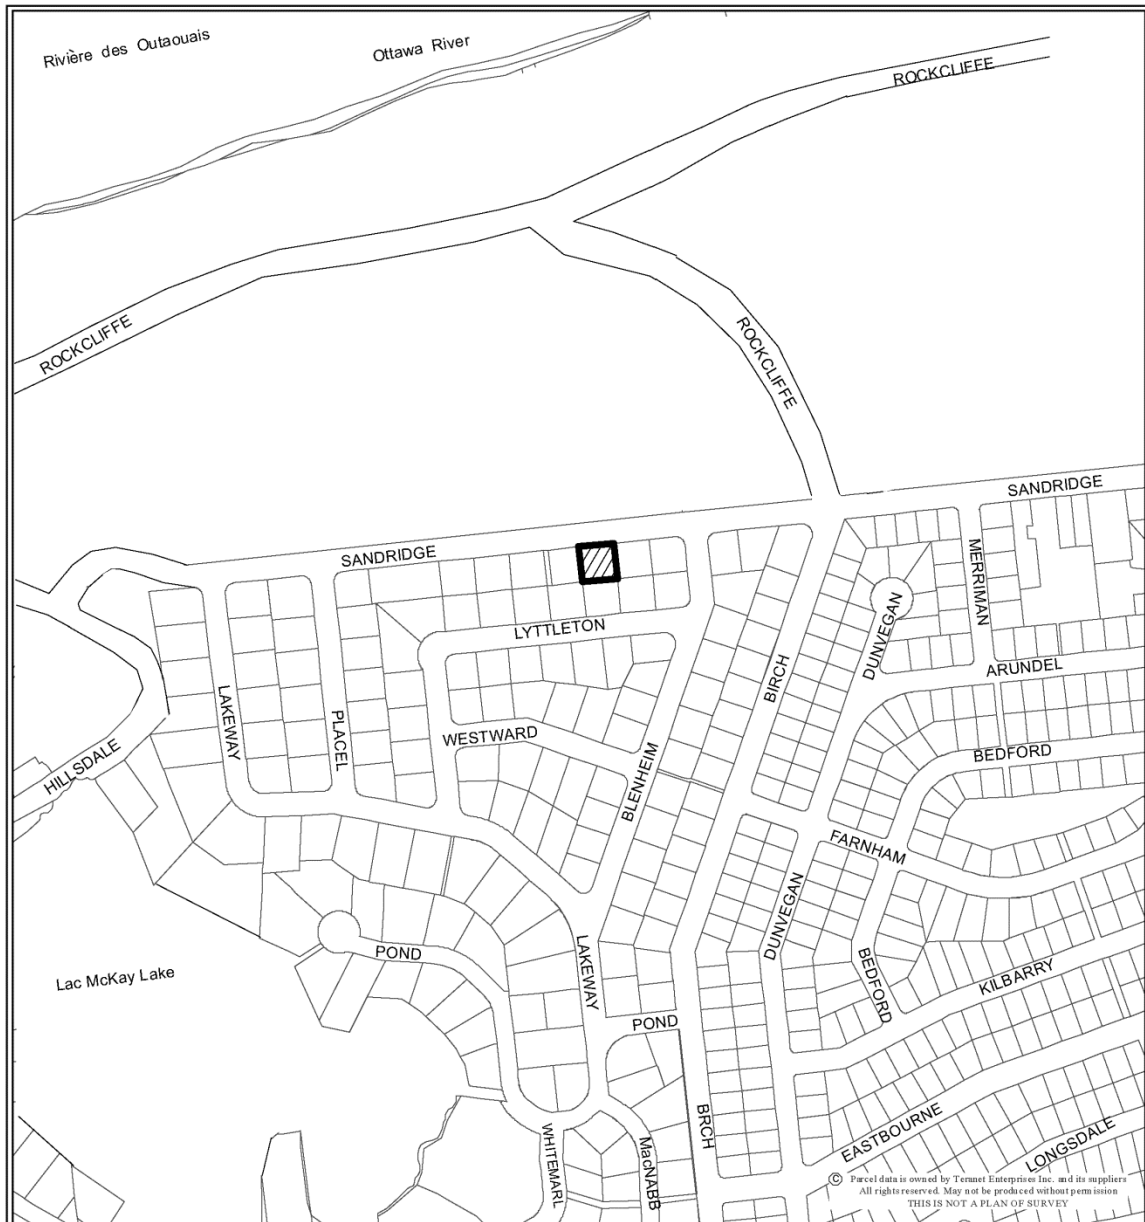 Rivière des Outaouais
Ottawa River
ROCKCLIFFE
ROCKCLIFFE
ROCKCLIFFE
SANDRIDGE
SANDRIDGE
MERRIMAN
DUNVEGAN
LYTTLETON
ARUNDEL
BIRCH
LAKEWAY
PLACEL
WESTWARD
BEDFORD
HILLSDALE
BLENHEIM
FARNHAM
DUNVEGAN
POND
LAKEWAY
BEDFORD
KILBARRY
Lac McKay Lake
POND
BRCH
EASTBOURNE
WHITEMARL
MacNABB
LONGSDALE
© Parcel data is owned by Teranet Enterprises Inc. and its suppliers
All rights reserved. May not be produced without permission
THIS IS NOT A PLAN OF SURVEY